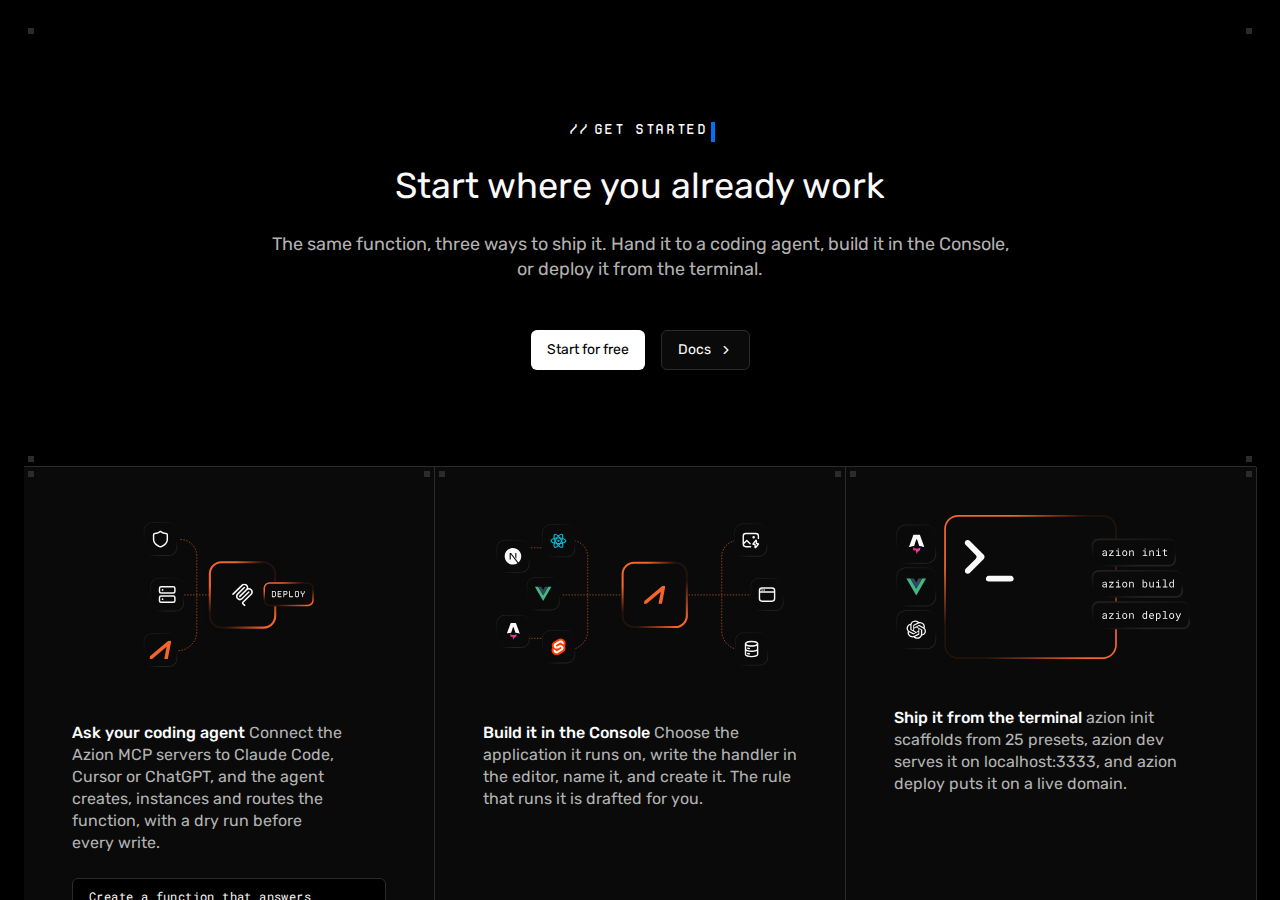 // GET STARTED
Start where you already work
The same function, three ways to ship it. Hand it to a coding agent, build it in the Console,
or deploy it from the terminal.
Start for free
Docs
DEPLOY
azion init
azion build
azion deploy
Ask your coding agent Connect the
Azion MCP servers to Claude Code,
Cursor or ChatGPT, and the agent
creates, instances and routes the
function, with a dry run before
every write.
Create a function that answers
Build it in the Console Choose the
application it runs on, write the handler in
the editor, name it, and create it. The rule
that runs it is drafted for you.
Ship it from the terminal azion init
scaffolds from 25 presets, azion dev
serves it on localhost:3333, and azion
deploy puts it on a live domain.